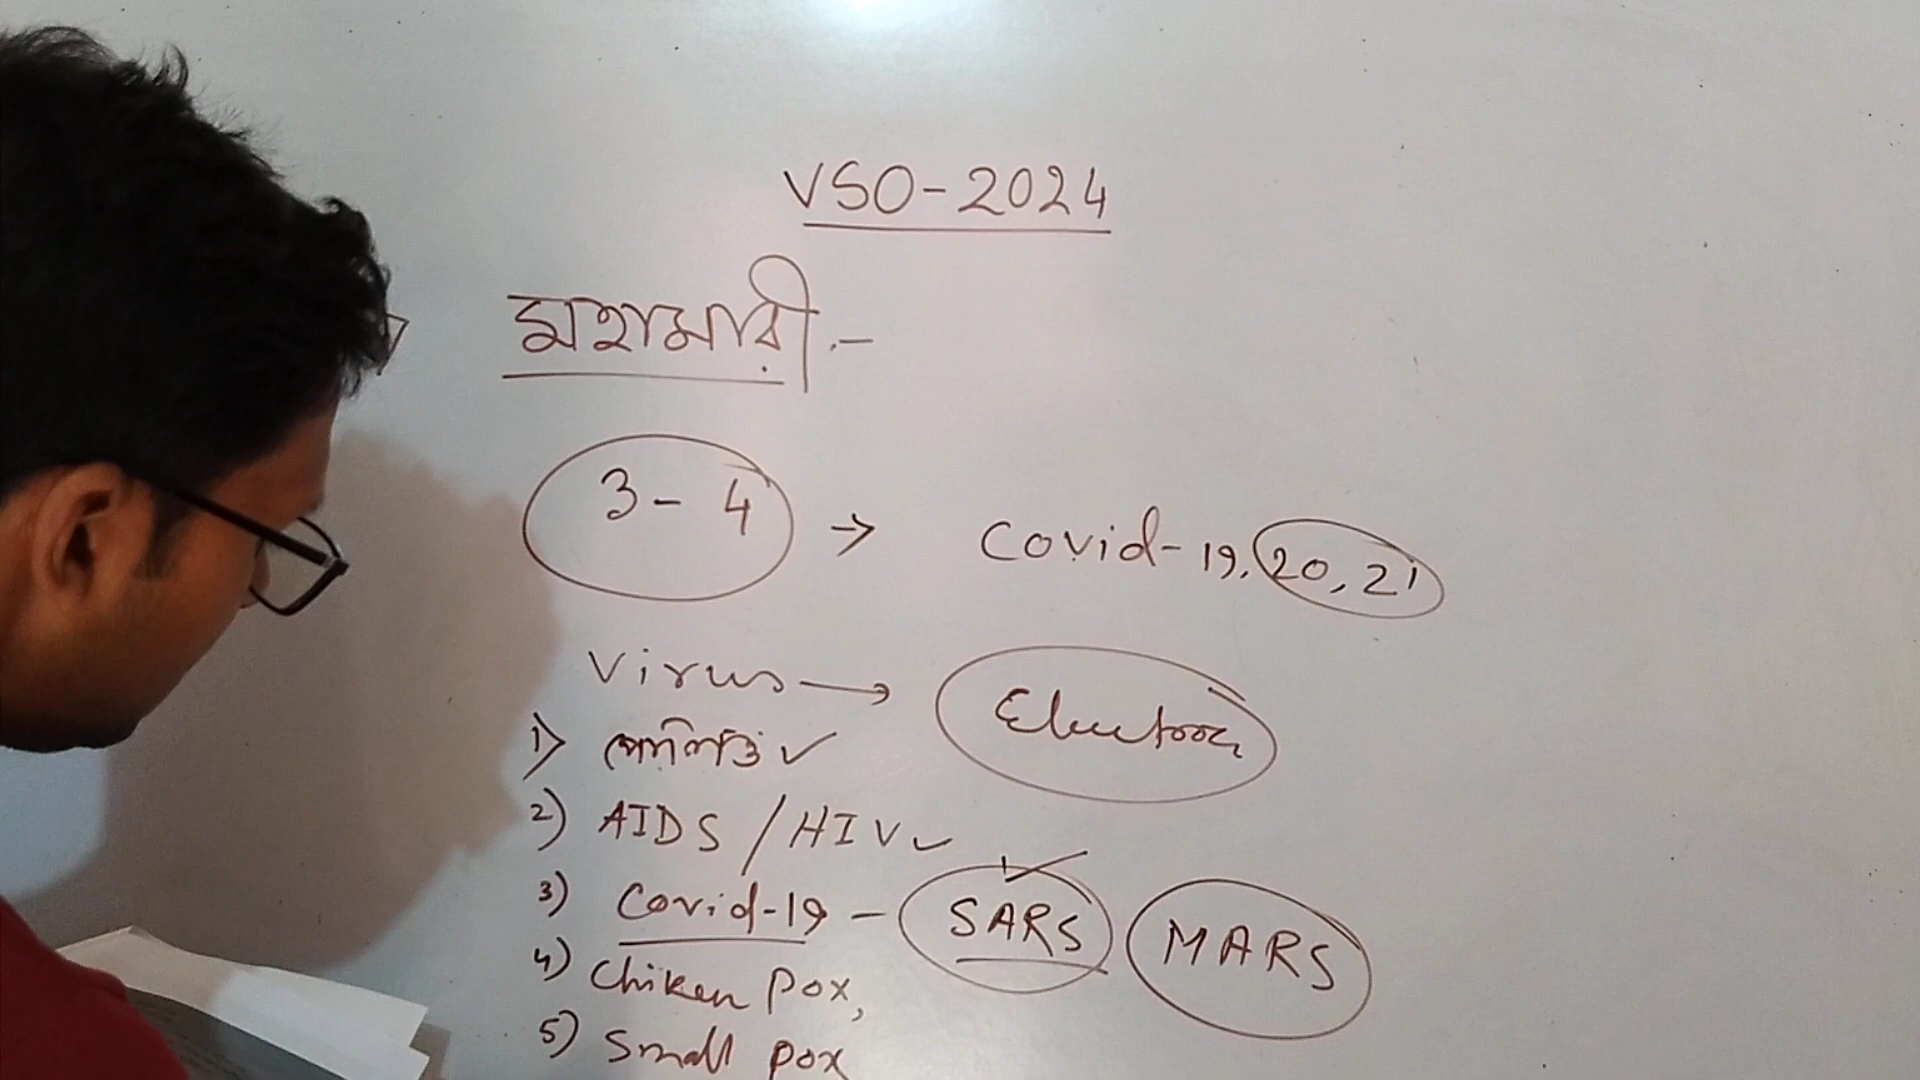 VSO-2024
মহামারী :-
3 - 4 → Covid-19, 20, 21
Virus → Electron
1) পোলিও ✓
2) AIDS / HIV ✓
3) Covid-19 - SARS MARS
4) Chiken Pox,
5) Small pox